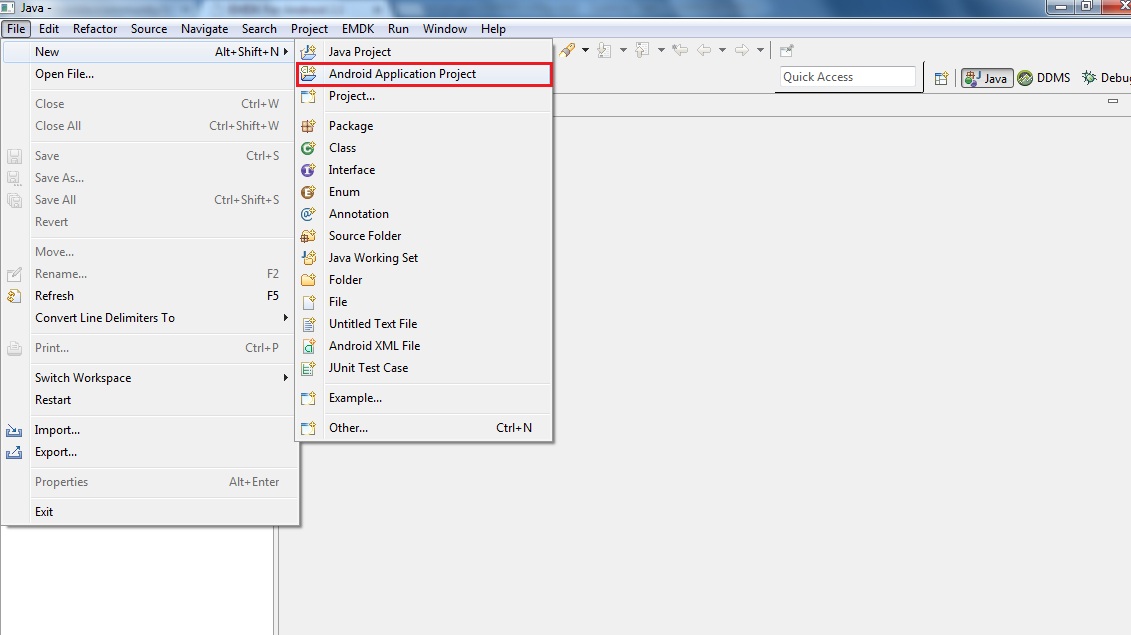 Java -
File Edit Refactor Source Navigate Search Project EMDK Run Window Help
New Alt+Shift+N
Open File...
Close Ctrl+W
Close All Ctrl+Shift+W
Save Ctrl+S
Save As...
Save All Ctrl+Shift+S
Revert
Move...
Rename... F2
Refresh F5
Convert Line Delimiters To
Print... Ctrl+P
Switch Workspace
Restart
Import...
Export...
Properties Alt+Enter
Exit
Java Project
Android Application Project
Project...
Package
Class
Interface
Enum
Annotation
Source Folder
Java Working Set
Folder
File
Untitled Text File
Android XML File
JUnit Test Case
Example...
Other... Ctrl+N
Quick Access
Java DDMS Debu